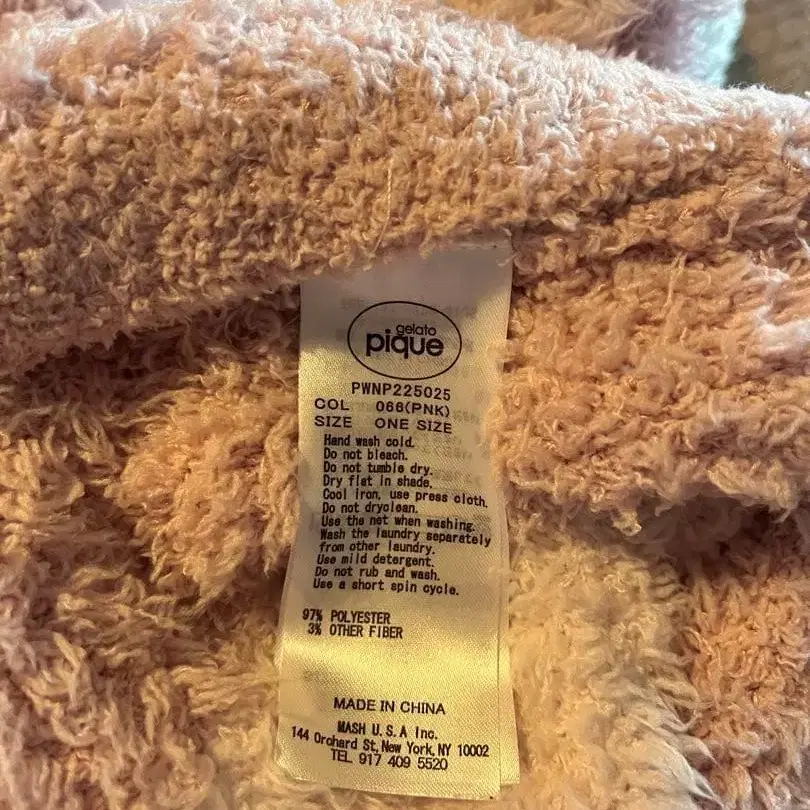 gelato
pique
PWNP225025
COL 066(PNK)
SIZE ONE SIZE
Hand wash cold.
Do not bleach.
Do not tumble dry.
Dry flat in shade.
Cool iron, use press cloth.
Do not dryclean.
Use the net when washing.
Wash the laundry separately
from other laundry.
Use mild detergent.
Do not rub and wash.
Use a short spin cycle.
97% POLYESTER
3% OTHER FIBER
MADE IN CHINA
MASH U.S.A Inc.
144 Orchard St, New York, NY 10002
TEL 917 409 5520